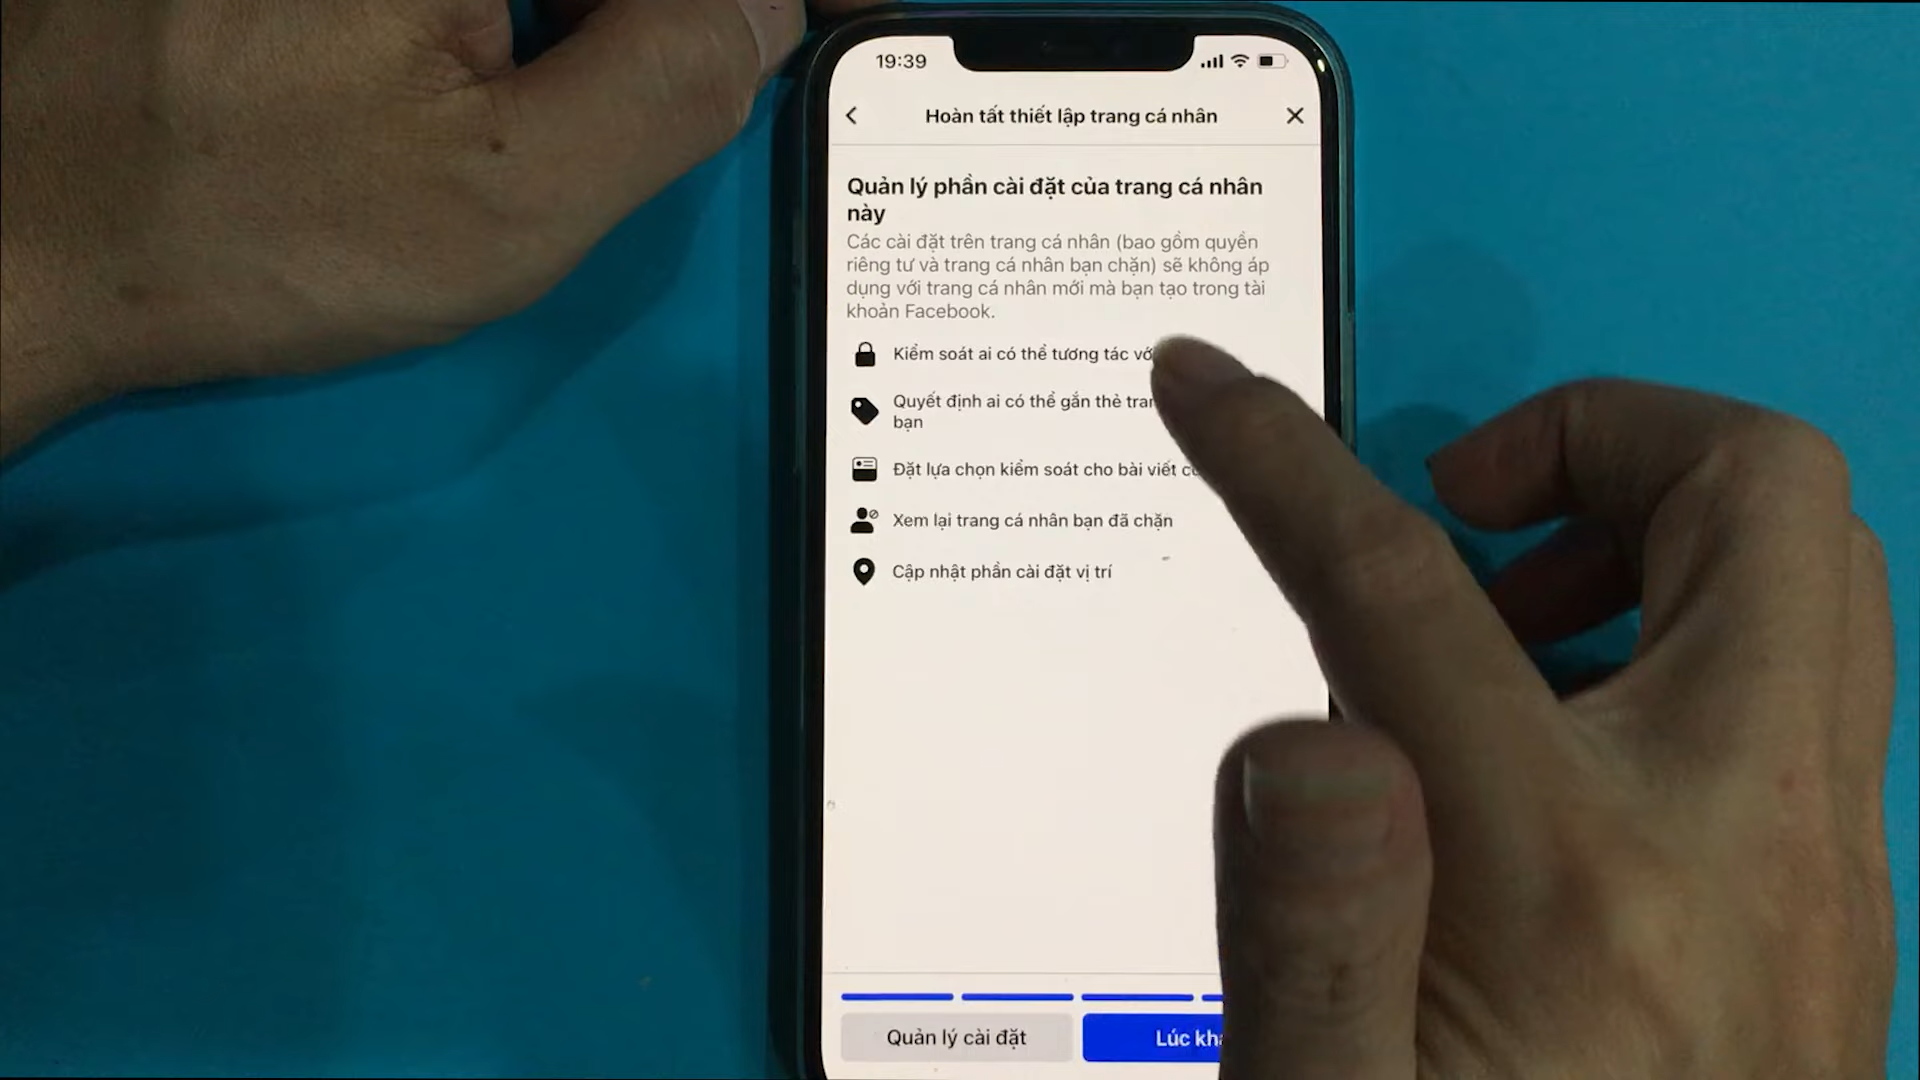 19:39
Hoàn tất thiết lập trang cá nhân
Quản lý phần cài đặt của trang cá nhân
này
Các cài đặt trên trang cá nhân (bao gồm quyền
riêng tư và trang cá nhân bạn chặn) sẽ không áp
dụng với trang cá nhân mới mà bạn tạo trong tài
khoản Facebook.
Kiểm soát ai có thể tương tác với
Quyết định ai có thể gắn thẻ
bạn
Đặt lựa chọn kiểm soát cho bài viết
Xem lại trang cá nhân bạn đã chặn
Cập nhật phần cài đặt vị trí
Quản lý cài đặt
Lúc